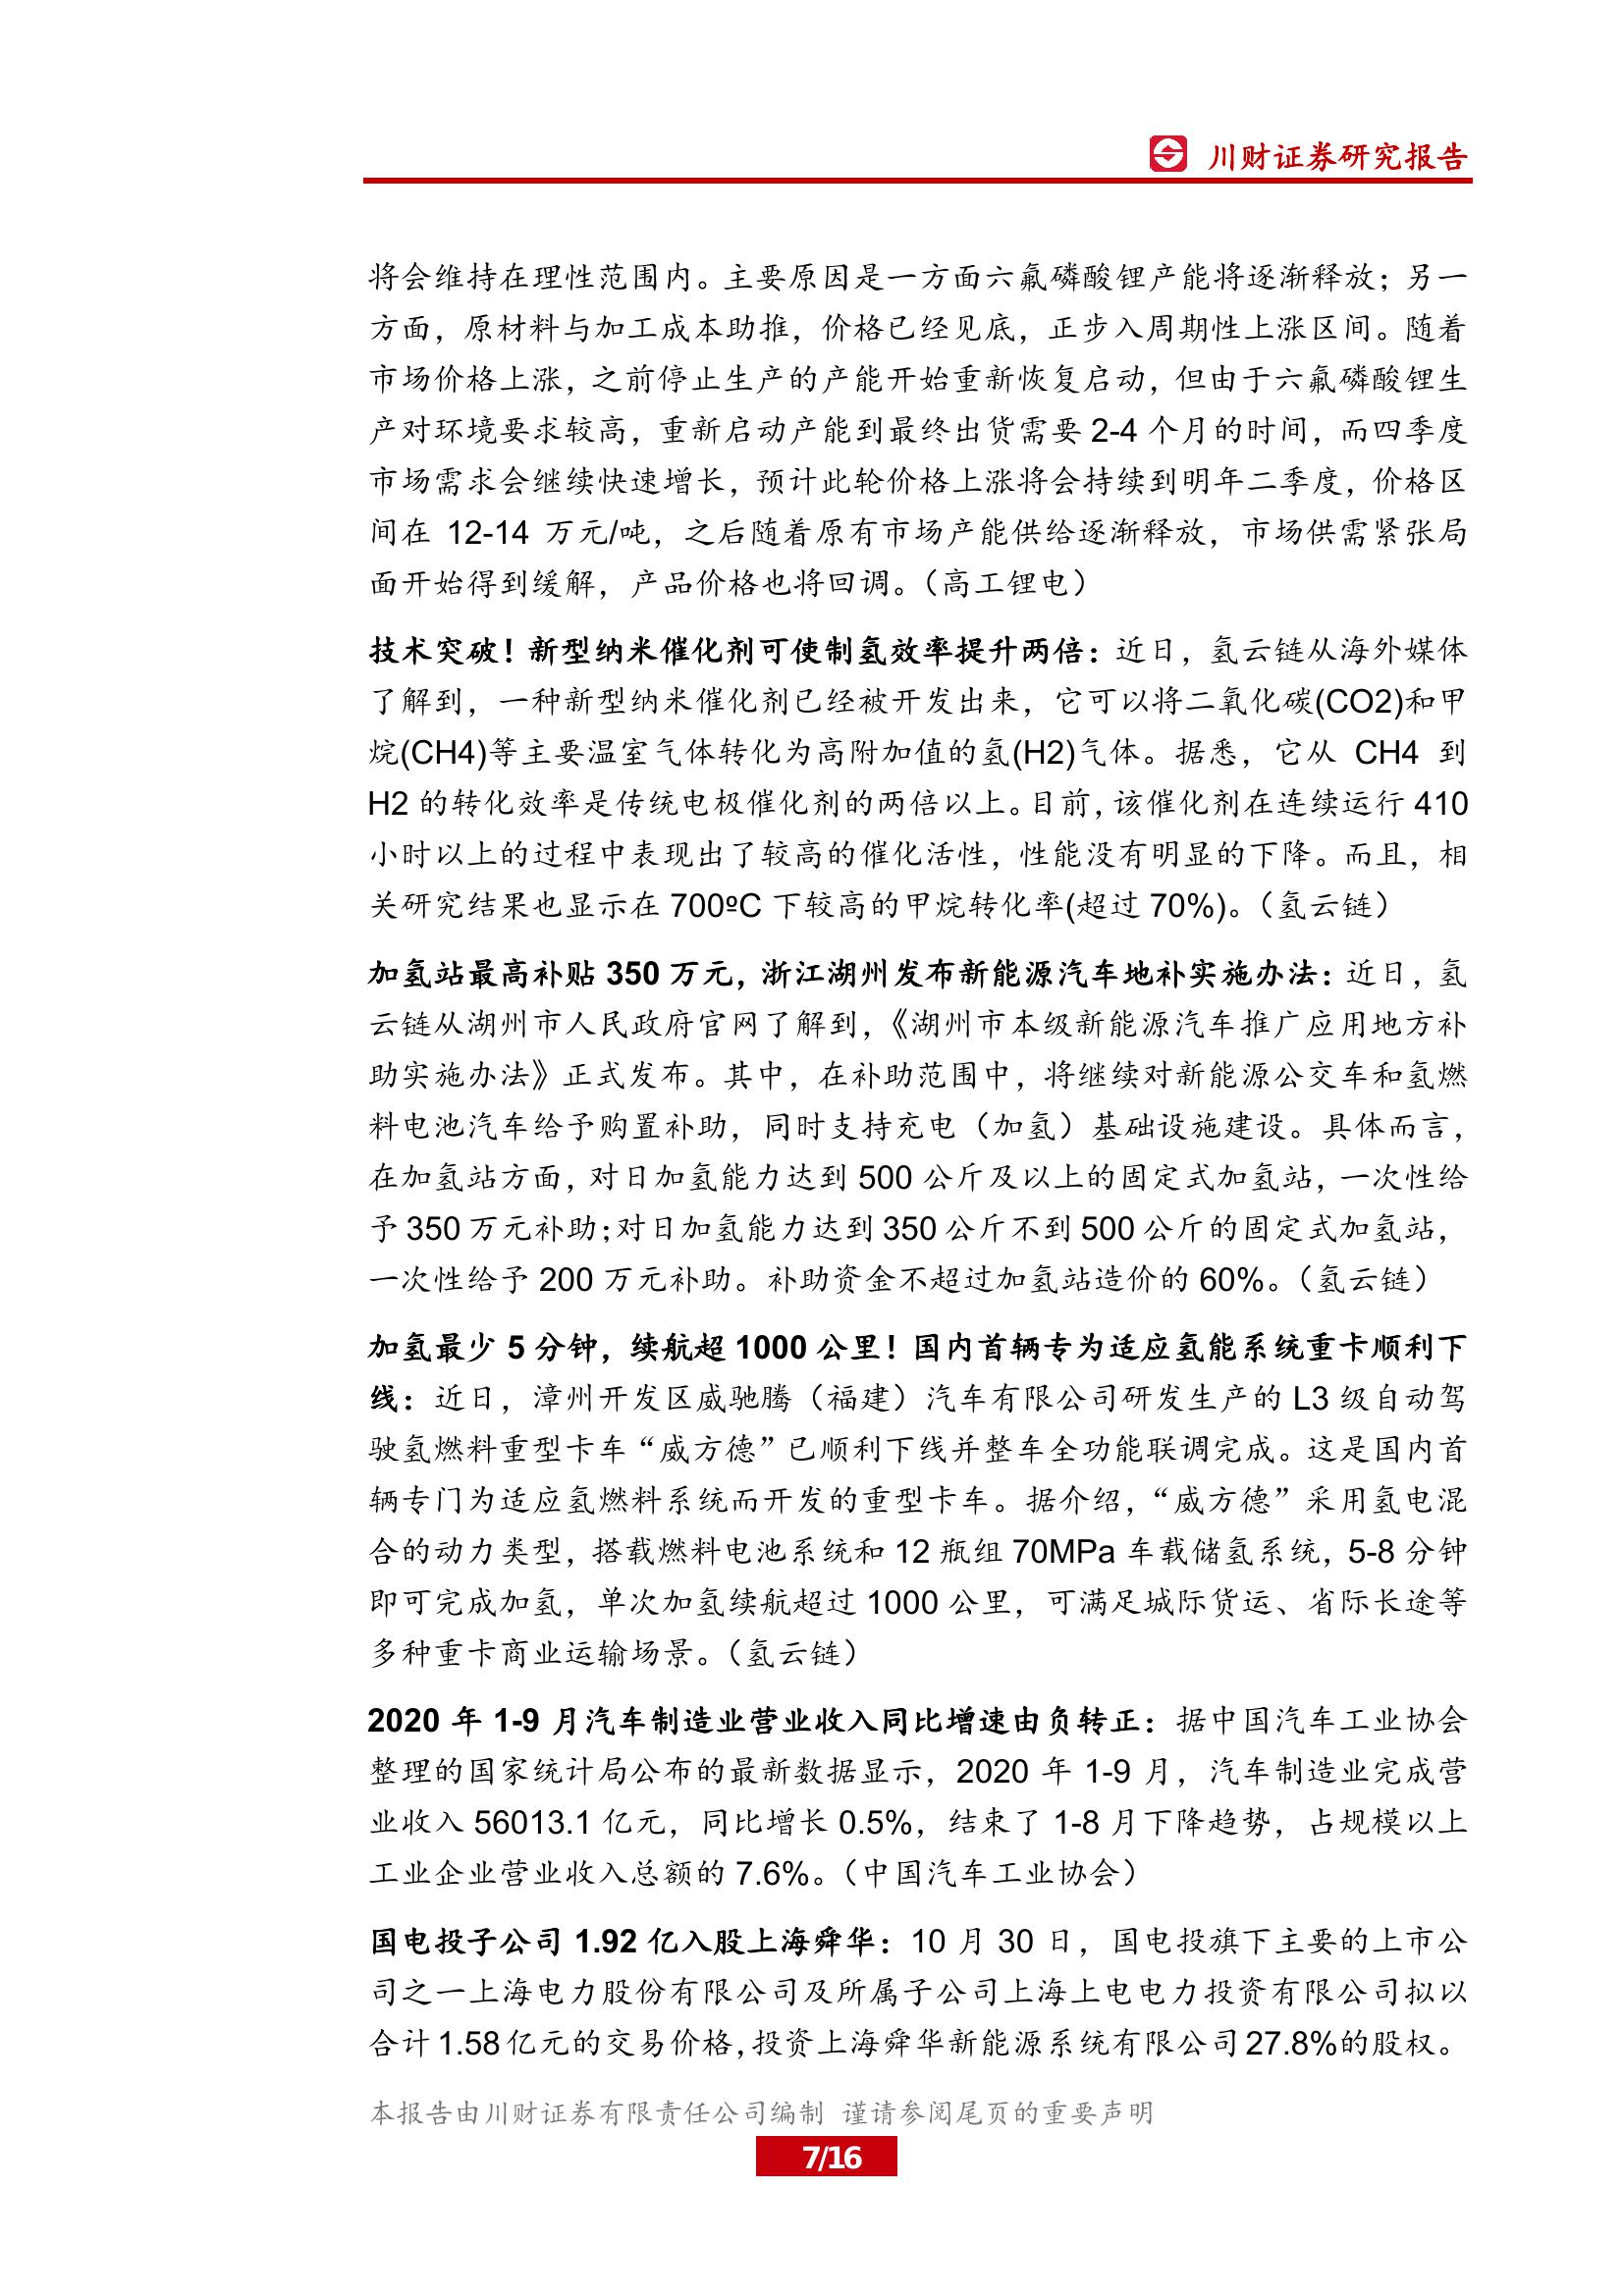 川财证券研究报告
将会维持在理性范围内。主要原因是一方面六氟磷酸锂产能将逐渐释放；另一
方面，原材料与加工成本助推，价格已经见底，正步入周期性上涨区间。随着
市场价格上涨，之前停止生产的产能开始重新恢复启动，但由于六氟磷酸锂生
产对环境要求较高，重新启动产能到最终出货需要 2-4 个月的时间，而四季度
市场需求会继续快速增长，预计此轮价格上涨将会持续到明年二季度，价格区
间在 12-14 万元/吨，之后随着原有市场产能供给逐渐释放，市场供需紧张局
面开始得到缓解，产品价格也将回调。（高工锂电）
技术突破！新型纳米催化剂可使制氢效率提升两倍：近日，氢云链从海外媒体
了解到，一种新型纳米催化剂已经被开发出来，它可以将二氧化碳(CO2)和甲
烷(CH4)等主要温室气体转化为高附加值的氢(H2)气体。据悉，它从 CH4 到
H2 的转化效率是传统电极催化剂的两倍以上。目前，该催化剂在连续运行 410
小时以上的过程中表现出了较高的催化活性，性能没有明显的下降。而且，相
关研究结果也显示在 700ºC 下较高的甲烷转化率(超过 70%)。（氢云链）
加氢站最高补贴 350 万元，浙江湖州发布新能源汽车地补实施办法：近日，氢
云链从湖州市人民政府官网了解到，《湖州市本级新能源汽车推广应用地方补
助实施办法》正式发布。其中，在补助范围中，将继续对新能源公交车和氢燃
料电池汽车给予购置补助，同时支持充电（加氢）基础设施建设。具体而言，
在加氢站方面，对日加氢能力达到 500 公斤及以上的固定式加氢站，一次性给
予 350 万元补助；对日加氢能力达到 350 公斤不到 500 公斤的固定式加氢站，
一次性给予 200 万元补助。补助资金不超过加氢站造价的 60%。（氢云链）
加氢最少 5 分钟，续航超 1000 公里！国内首辆专为适应氢能系统重卡顺利下
线：近日，漳州开发区威驰腾（福建）汽车有限公司研发生产的 L3 级自动驾
驶氢燃料重型卡车“威方德”已顺利下线并整车全功能联调完成。这是国内首
辆专门为适应氢燃料系统而开发的重型卡车。据介绍，“威方德”采用氢电混
合的动力类型，搭载燃料电池系统和 12 瓶组 70MPa 车载储氢系统，5-8 分钟
即可完成加氢，单次加氢续航超过 1000 公里，可满足城际货运、省际长途等
多种重卡商业运输场景。（氢云链）
2020 年 1-9 月汽车制造业营业收入同比增速由负转正：据中国汽车工业协会
整理的国家统计局公布的最新数据显示，2020 年 1-9 月，汽车制造业完成营
业收入 56013.1 亿元，同比增长 0.5%，结束了 1-8 月下降趋势，占规模以上
工业企业营业收入总额的 7.6%。（中国汽车工业协会）
国电投子公司 1.92 亿入股上海舜华：10 月 30 日，国电投旗下主要的上市公
司之一上海电力股份有限公司及所属子公司上海上电电力投资有限公司拟以
合计 1.58 亿元的交易价格，投资上海舜华新能源系统有限公司 27.8%的股权。
本报告由川财证券有限责任公司编制 谨请参阅尾页的重要声明
7/16